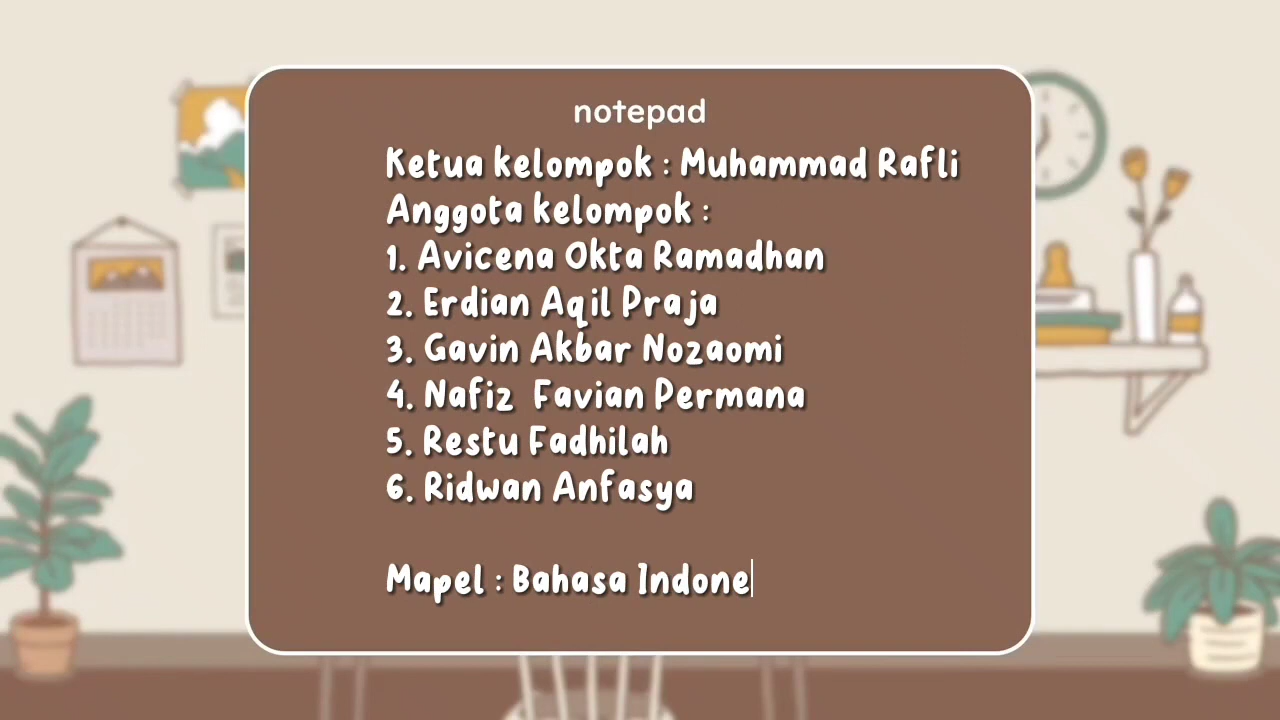 notepad
Ketua kelompok : Muhammad Rafli
Anggota kelompok :
1. Avicena Okta Ramadhan
2. Erdian Aqil Praja
3. Gavin Akbar Nozaomi
4. Nafiz  Favian Permana
5. Restu Fadhilah
6. Ridwan Anfasya
Mapel : Bahasa Indone